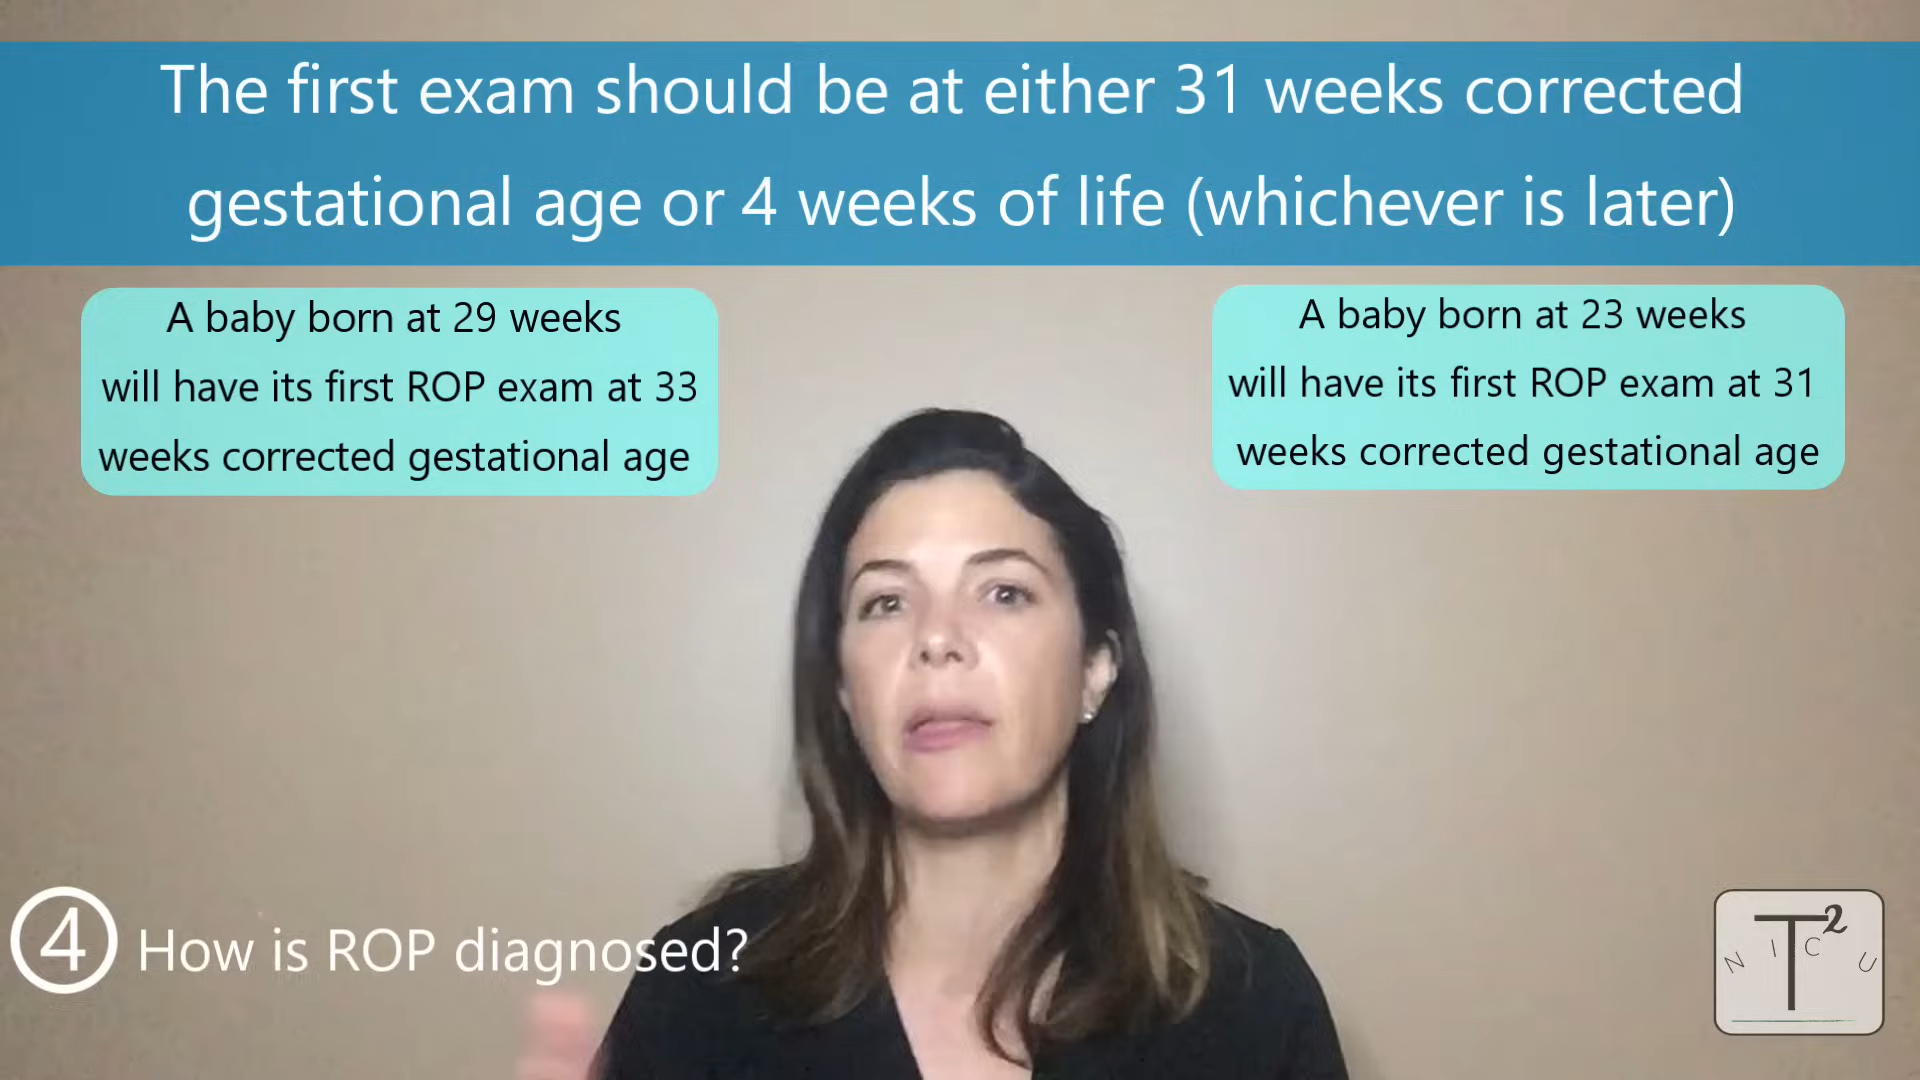 The first exam should be at either 31 weeks corrected
gestational age or 4 weeks of life (whichever is later)
A baby born at 29 weeks
will have its first ROP exam at 33
weeks corrected gestational age
A baby born at 23 weeks
will have its first ROP exam at 31
weeks corrected gestational age
4 How is ROP diagnosed?
T²
NICU